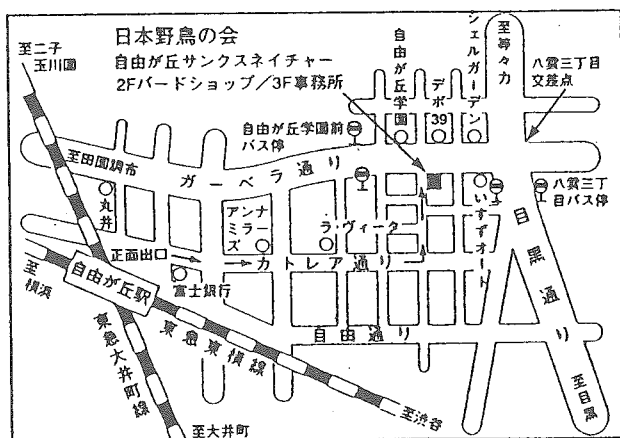 日本野鳥の会
自由が丘サンクスネイチャー
2Fバードショップ/3F事務所
至二子
玉川園
自由が丘学園
デポ39
シェルガーデン
至等々力
八雲三丁目
交差点
自由が丘学園前
バス停
至田園調布
ガーベラ通り
丸井
アンナ
ミラーズ
ラ・ヴィータ
いすゞオート
八雲三丁
目バス停
目黒通り
正面出口
カトレア通り
富士銀行
至横浜
自由が丘駅
自由通り
東急東横線
東急大井町線
至目黒
至渋谷
至大井町